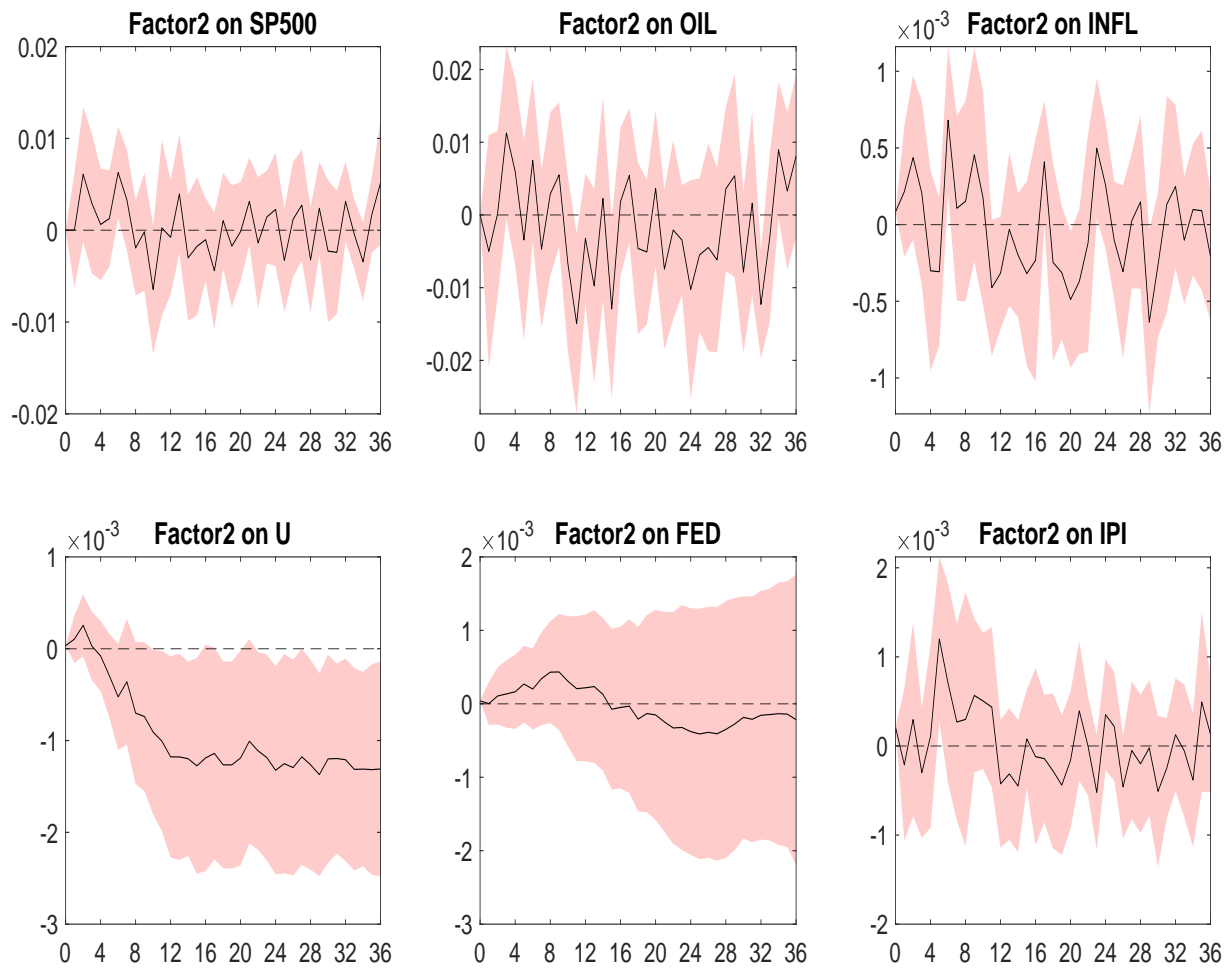 Factor2 on SP500
0.02
0.01
0
-0.01
-0.02
0 4 8 12 16 20 24 28 32 36
Factor2 on OIL
0.02
0.01
0
-0.01
-0.02
0 4 8 12 16 20 24 28 32 36
×10⁻³ Factor2 on INFL
1
0.5
0
-0.5
-1
0 4 8 12 16 20 24 28 32 36
×10⁻³ Factor2 on U
1
0
-1
-2
-3
0 4 8 12 16 20 24 28 32 36
×10⁻³ Factor2 on FED
2
1
0
-1
-2
-3
0 4 8 12 16 20 24 28 32 36
×10⁻³ Factor2 on IPI
2
1
0
-1
-2
0 4 8 12 16 20 24 28 32 36